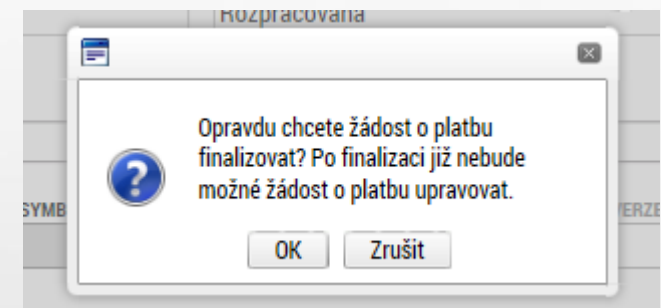 Rozpracovaná
Opravdu chcete žádost o platbu
finalizovat? Po finalizaci již nebude
možné žádost o platbu upravovat.
SYMB
VERZE
OK Zrušit